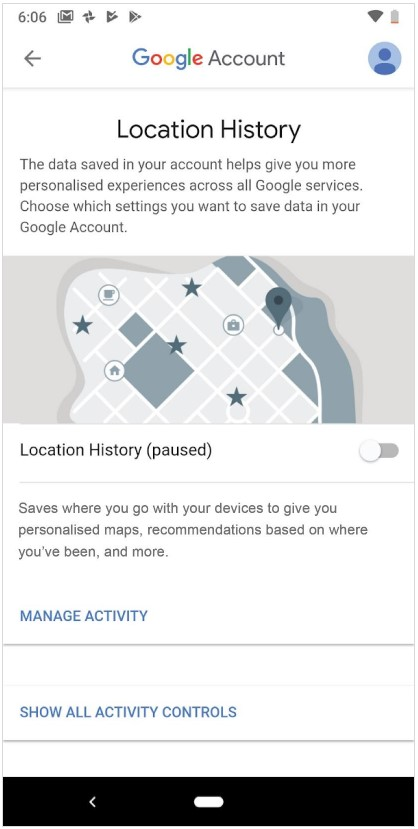 6:06
Google Account
Location History
The data saved in your account helps give you more
personalised experiences across all Google services.
Choose which settings you want to save data in your
Google Account.
Location History (paused)
Saves where you go with your devices to give you
personalised maps, recommendations based on where
you've been, and more.
MANAGE ACTIVITY
SHOW ALL ACTIVITY CONTROLS